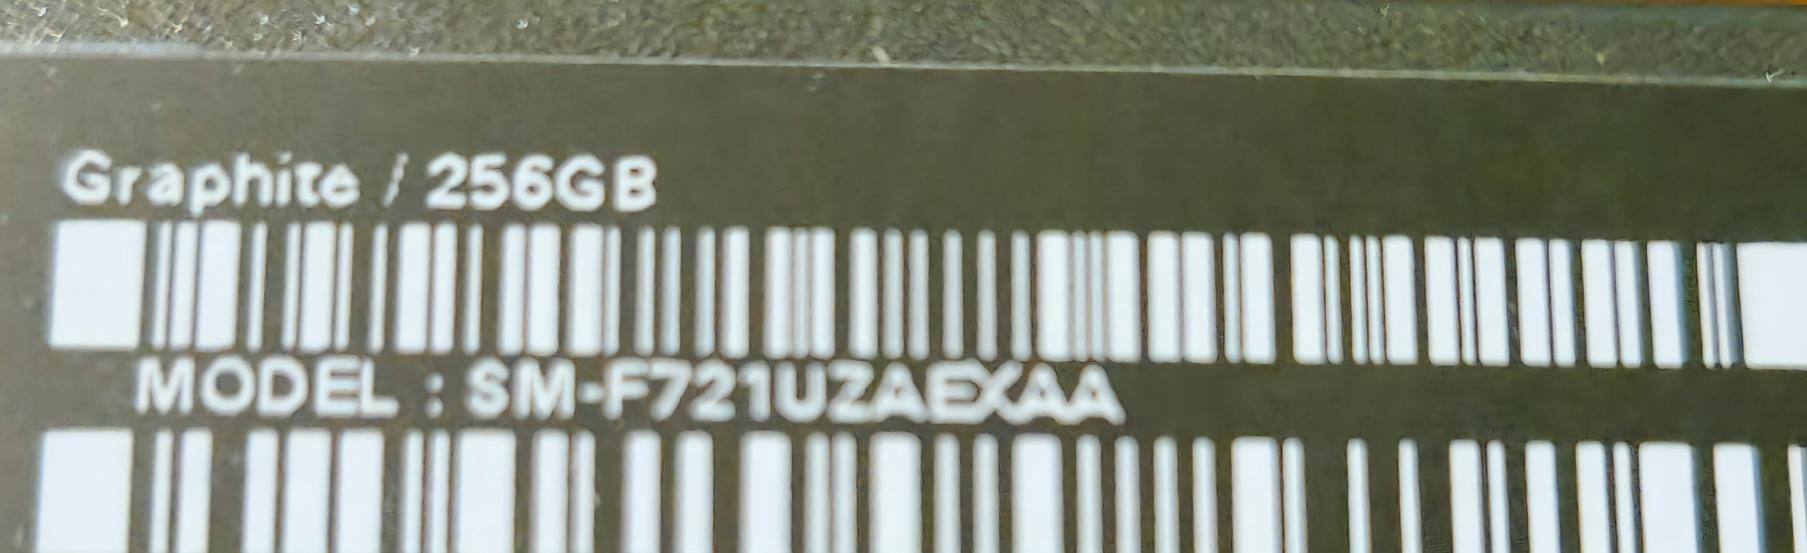 Graphite / 256GB
MODEL : SM-F721UZAEXAA